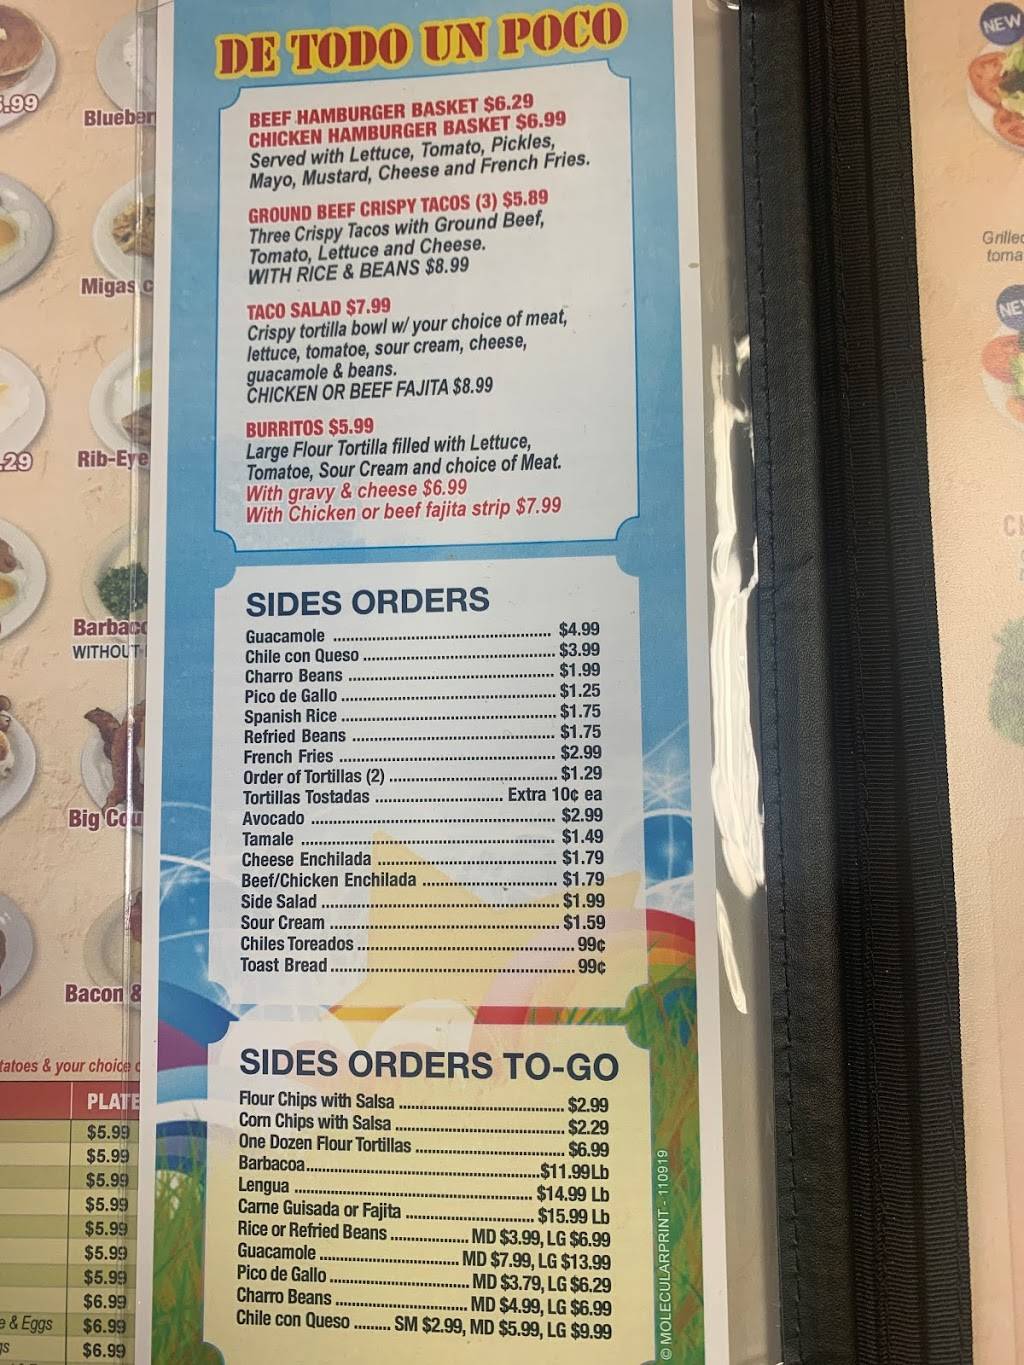 DE TODO UN POCO
BEEF HAMBURGER BASKET $6.29
CHICKEN HAMBURGER BASKET $6.99
Served with Lettuce, Tomato, Pickles,
Mayo, Mustard, Cheese and French Fries.
GROUND BEEF CRISPY TACOS (3) $5.89
Three Crispy Tacos with Ground Beef,
Tomato, Lettuce and Cheese.
WITH RICE & BEANS $8.99
TACO SALAD $7.99
Crispy tortilla bowl w/ your choice of meat,
lettuce, tomatoe, sour cream, cheese,
guacamole & beans.
CHICKEN OR BEEF FAJITA $8.99
BURRITOS $5.99
Large Flour Tortilla filled with Lettuce,
Tomatoe, Sour Cream and choice of Meat.
With gravy & cheese $6.99
With Chicken or beef fajita strip $7.99
SIDES ORDERS
Guacamole $4.99
Chile con Queso $3.99
Charro Beans $1.99
Pico de Gallo $1.25
Spanish Rice $1.75
Refried Beans $1.75
French Fries $2.99
Order of Tortillas (2) $1.29
Tortillas Tostadas Extra 10¢ ea
Avocado $2.99
Tamale $1.49
Cheese Enchilada $1.79
Beef/Chicken Enchilada $1.79
Side Salad $1.99
Sour Cream $1.59
Chiles Toreados 99¢
Toast Bread 99¢
SIDES ORDERS TO-GO
Flour Chips with Salsa $2.99
Corn Chips with Salsa $2.29
One Dozen Flour Tortillas $6.99
Barbacoa $11.99Lb
Lengua $14.99 Lb
Carne Guisada or Fajita $15.99 Lb
Rice or Refried Beans MD $3.99, LG $6.99
Guacamole MD $7.99, LG $13.99
Pico de Gallo MD $3.79, LG $6.29
Charro Beans MD $4.99, LG $6.99
Chile con Queso SM $2.99, MD $5.99, LG $9.99
© MOLECULARPRINT - 110919
.99
Blueber
Migas c
.29
Rib-Eye
Barbac
WITHOUT
Big Cou
Bacon &
tatoes & your choice
PLATE
$5.99
$5.99
$5.99
$5.99
$5.99
$5.99
$5.99
$6.99
e & Eggs $6.99
gs $6.99
NEW
Grilled
toma
NE